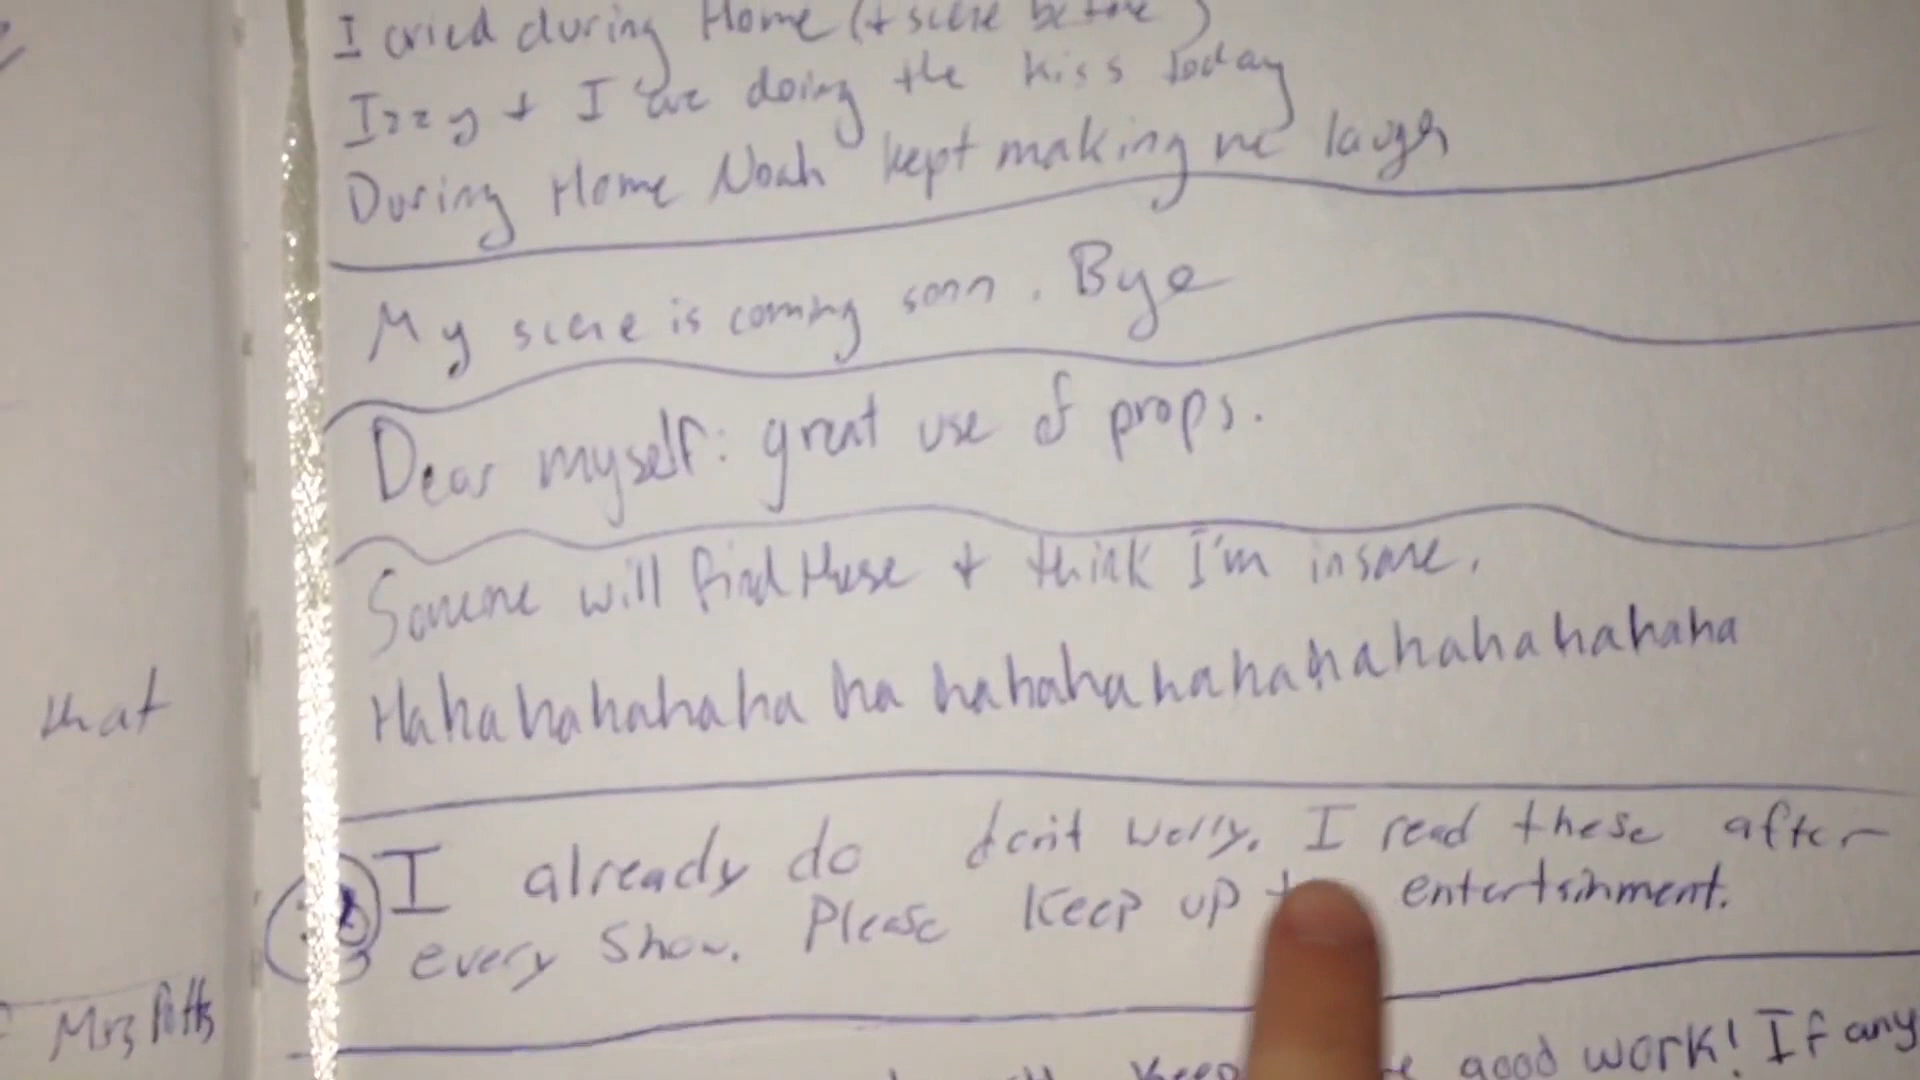 I cried during Home (+ scene before)
Izzy + I are doing the kiss today
During Home Noah kept making me laugh
My scene is coming soon. Bye
Dear myself: great use of props.
Someone will find these + think I'm insane.
Hahahahahahaha ha hahahahahahahahahahahaha
that
I already do don't worry. I read these after
every show. Please keep up entertainment.
Mrs Potts
keep good work! If any